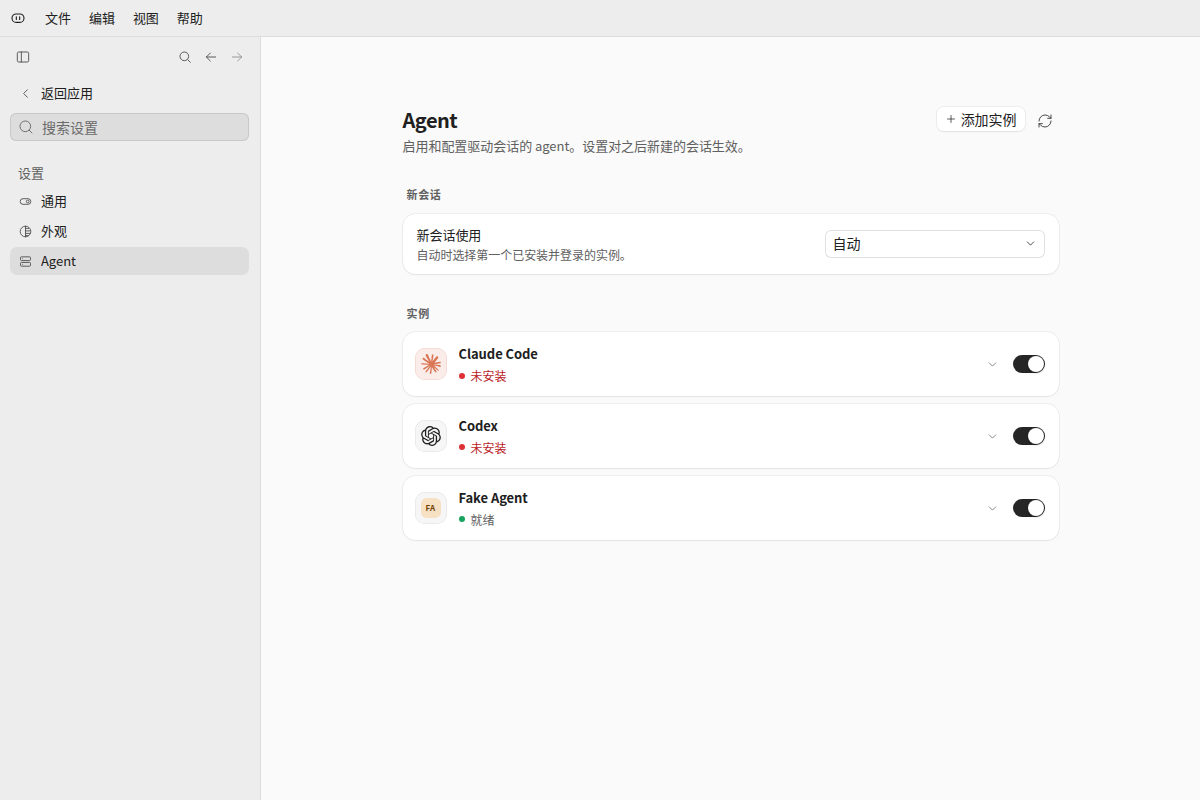 文件 编辑 视图 帮助
返回应用
搜索设置
设置
通用
外观
Agent
Agent
添加实例
启用和配置驱动会话的 agent。设置对之后新建的会话生效。
新会话
新会话使用
自动时选择第一个已安装并登录的实例。
自动
实例
Claude Code
未安装
Codex
未安装
FA
Fake Agent
就绪